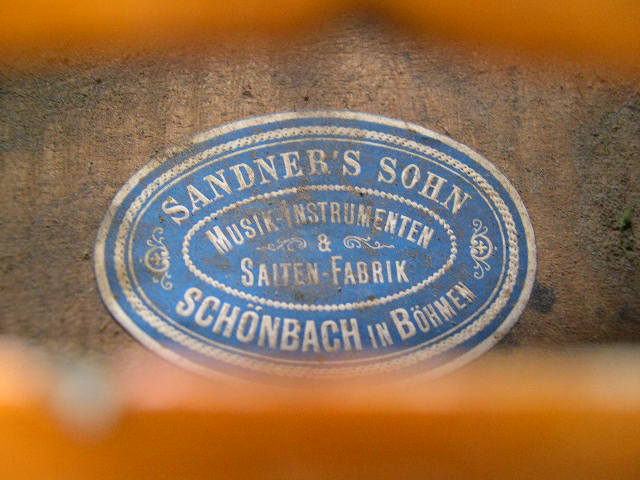 SANDNER'S SOHN
MUSIK-INSTRUMENTEN
&
SAITEN-FABRIK
SCHÖNBACH IN BÖHMEN